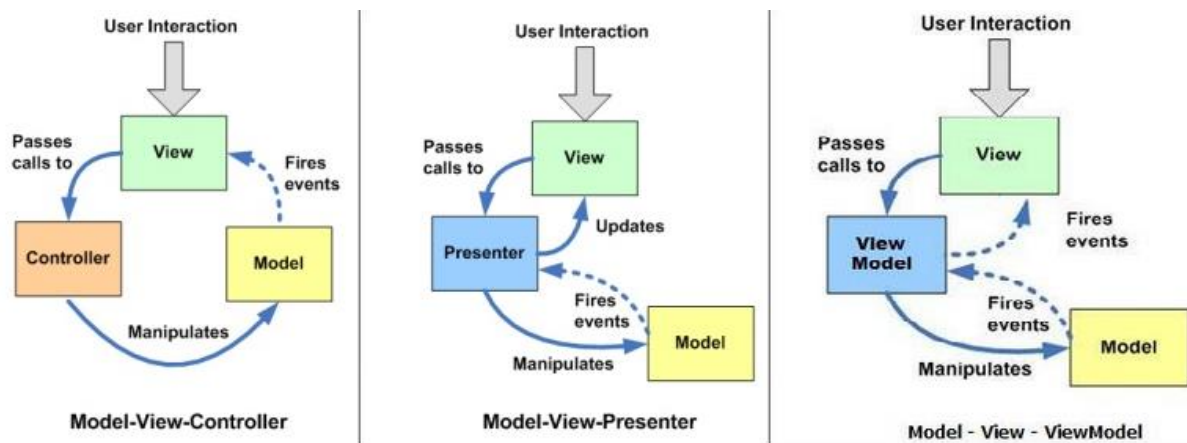 User Interaction
Passes
calls to
View
Fires
events
Controller
Model
Manipulates
Model-View-Controller
User Interaction
Passes
calls to
View
Updates
Presenter
Fires
events
Model
Manipulates
Model-View-Presenter
User Interaction
Passes
calls to
View
Fires
events
View
Model
Fires
events
Model
Manipulates
Model - View - ViewModel